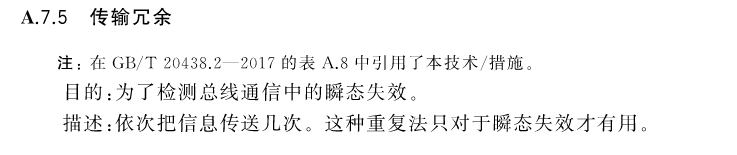 A.7.5 传输冗余
注：在 GB/T 20438.2—2017 的表 A.8 中引用了本技术/措施。
目的：为了检测总线通信中的瞬态失效。
描述：依次把信息传送几次。这种重复法只对于瞬态失效才有用。